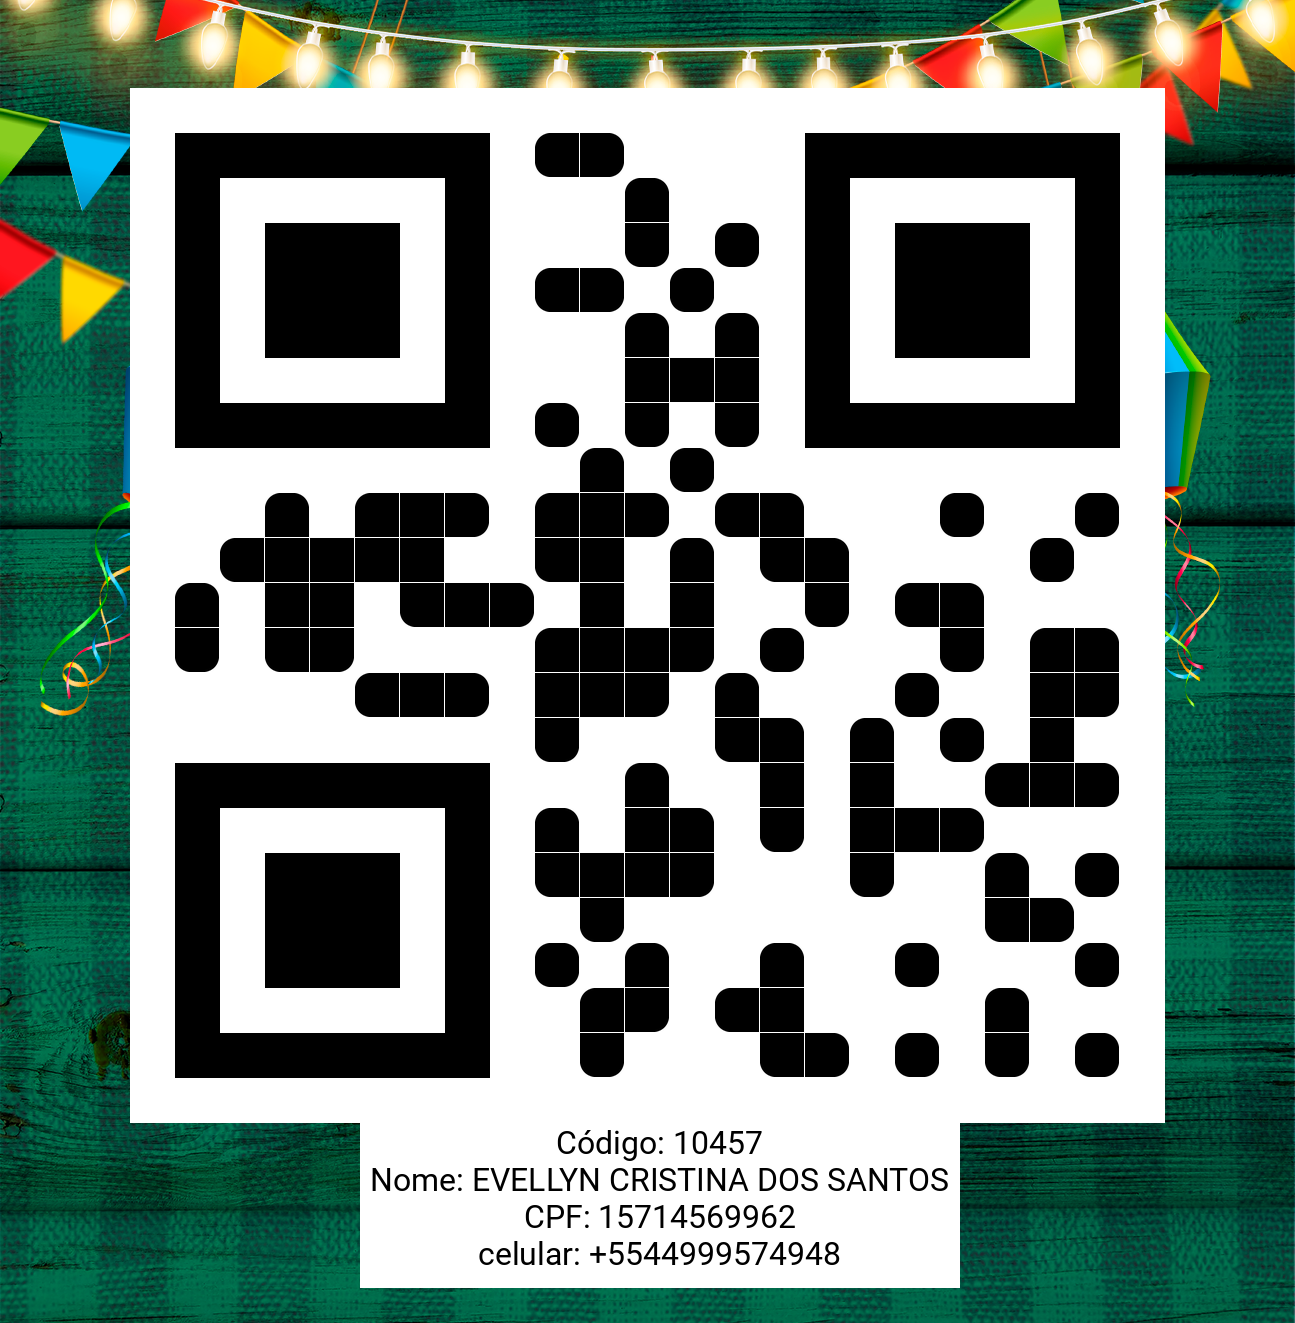 Código: 10457
Nome: EVELLYN CRISTINA DOS SANTOS
CPF: 15714569962
celular: +5544999574948